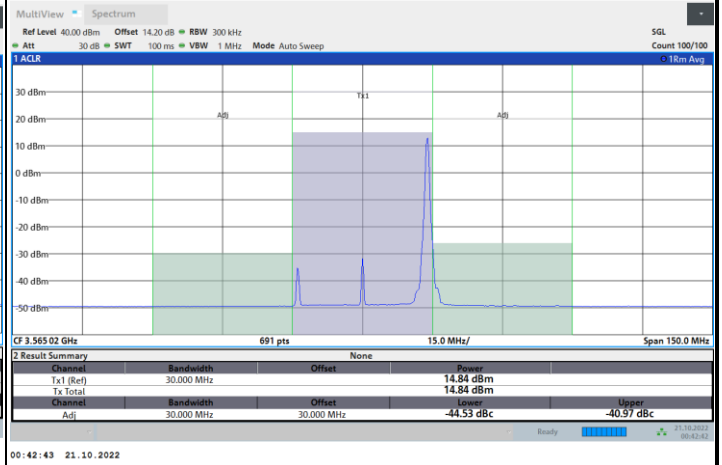 MultiView Spectrum
Ref Level 40.00 dBm Offset 14.20 dB RBW 300 kHz SGL
Att 30 dB SWT 100 ms VBW 1 MHz Mode Auto Sweep Count 100/100
1 ACLR 1Rm Avg
Tx1
Adj Adj
30 dBm
20 dBm
10 dBm
0 dBm
-10 dBm
-20 dBm
-30 dBm
-40 dBm
-50 dBm
CF 3.565 02 GHz 691 pts 15.0 MHz/ Span 150.0 MHz
2 Result Summary None
Channel Bandwidth Offset Power
Tx1 (Ref) 30.000 MHz 14.84 dBm
Tx Total 14.84 dBm
Channel Bandwidth Offset Lower Upper
Adj 30.000 MHz 30.000 MHz -44.53 dBc -40.97 dBc
Ready 21.10.2022
00:42:42
00:42:43 21.10.2022